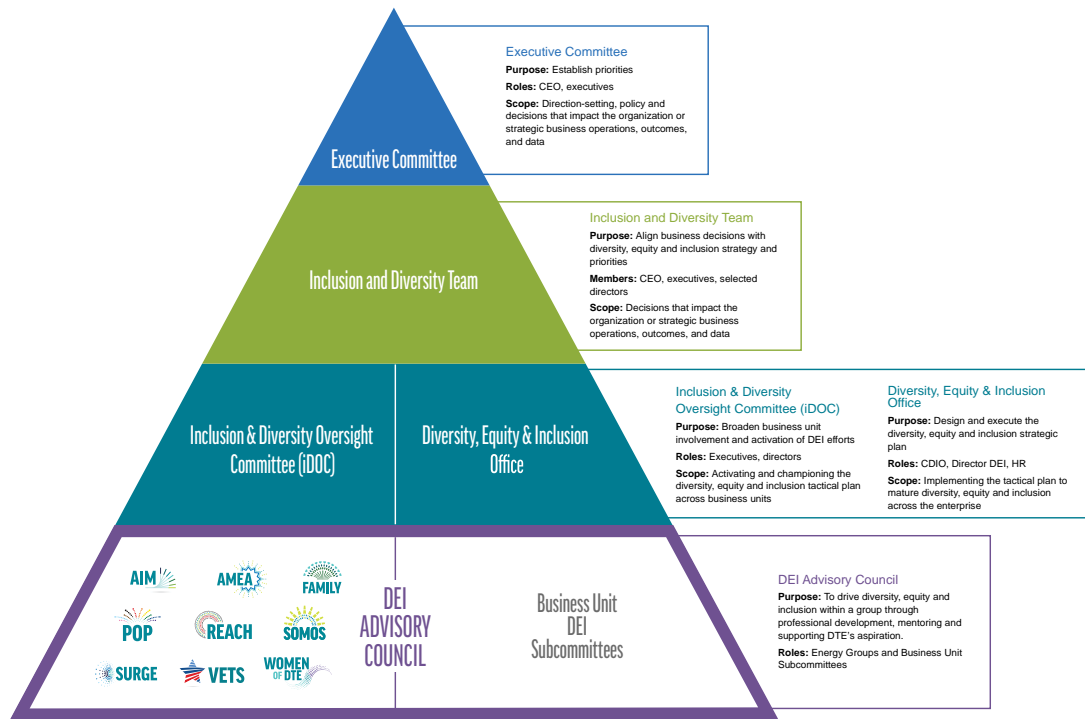 Executive Committee
Purpose: Establish priorities
Roles: CEO, executives
Scope: Direction-setting, policy and
decisions that impact the organization or
strategic business operations, outcomes,
and data
Executive Committee
Inclusion and Diversity Team
Purpose: Align business decisions with
diversity, equity and inclusion strategy and
priorities
Members: CEO, executives, selected
directors
Scope: Decisions that impact the
organization or strategic business
operations, outcomes, and data
Inclusion and Diversity Team
Inclusion & Diversity Oversight
Committee (iDOC)
Diversity, Equity & Inclusion
Office
Inclusion & Diversity
Oversight Committee (iDOC)
Purpose: Broaden business unit
involvement and activation of DEI efforts
Roles: Executives, directors
Scope: Activating and championing the
diversity, equity and inclusion tactical plan
across business units
Diversity, Equity & Inclusion
Office
Purpose: Design and execute the
diversity, equity and inclusion strategic
plan
Roles: CDIO, Director DEI, HR
Scope: Implementing the tactical plan to
mature diversity, equity and inclusion
across the enterprise
AIM
AMEA
FAMILY
POP
REACH
SOMOS
SURGE
VETS
WOMEN
OF DTE
DEI
ADVISORY
COUNCIL
Business Unit
DEI
Subcommittees
DEI Advisory Council
Purpose: To drive diversity, equity and
inclusion within a group through
professional development, mentoring and
supporting DTE's aspiration.
Roles: Energy Groups and Business Unit
Subcommittees